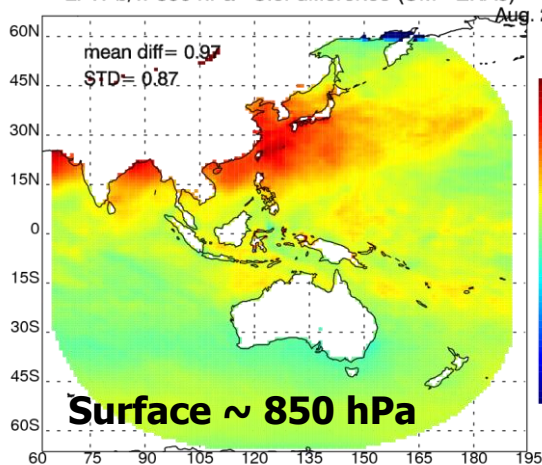 Aug.
mean diff= 0.97
STD= 0.87
60N
45N
30N
15N
0
15S
30S
45S
60S
Surface ~ 850 hPa
60 75 90 105 120 135 150 165 180 195